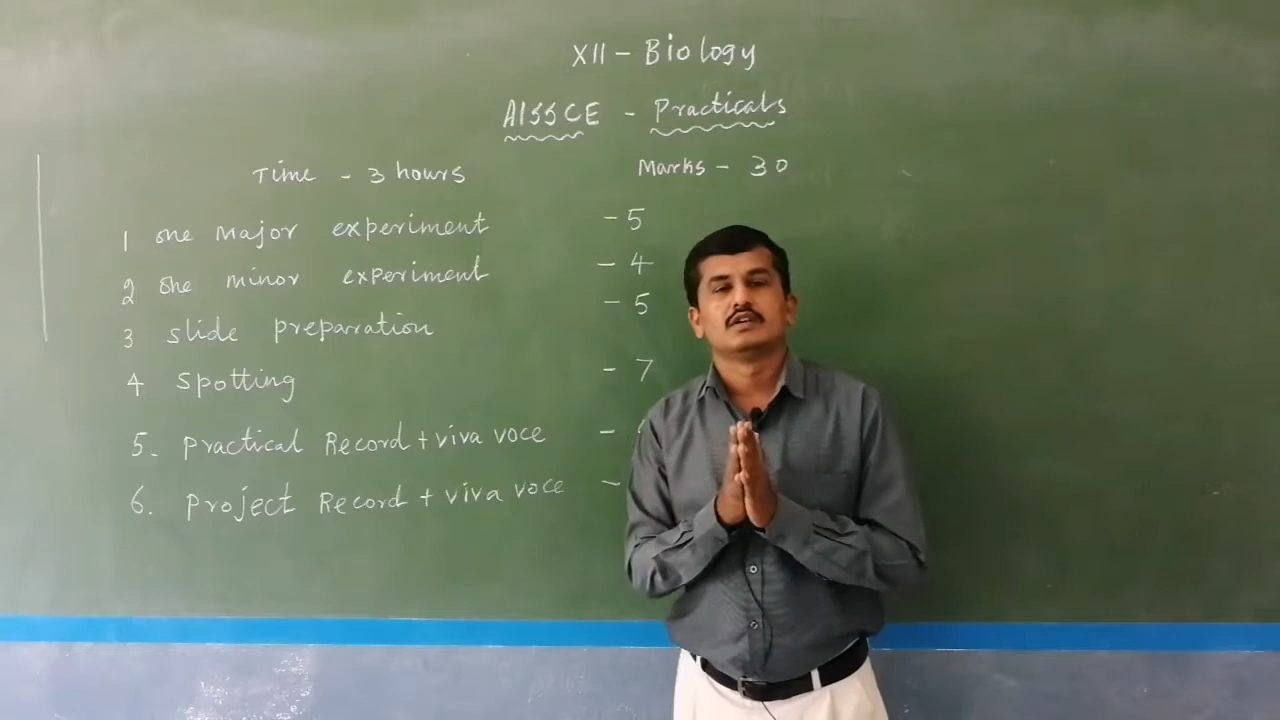 XII - Biology
AISSCE - Practicals
Time - 3 hours Marks - 30
1 one major experiment - 5
2 one minor experiment - 4
3 slide preparation - 5
4 Spotting - 7
5. Practical Record + viva voce -
6. Project Record + viva voce -